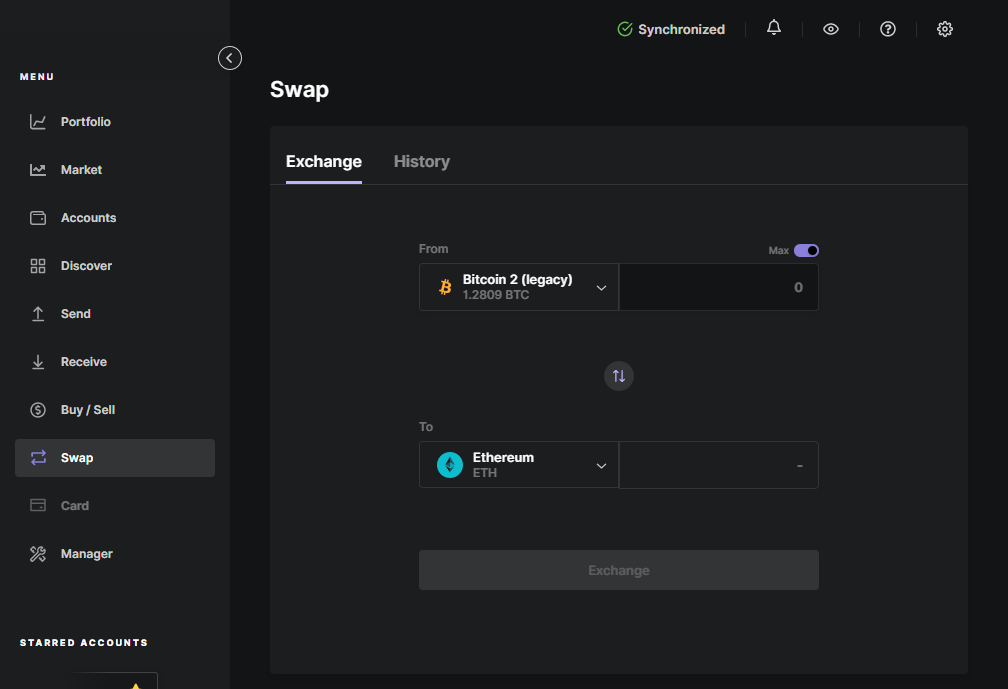 Synchronized
MENU
Swap
Portfolio
Exchange
History
Market
Accounts
Discover
Send
Receive
Buy / Sell
Swap
Card
Manager
STARRED ACCOUNTS
From
Max
Bitcoin 2 (legacy)
1.2809 BTC
0
To
Ethereum
ETH
-
Exchange